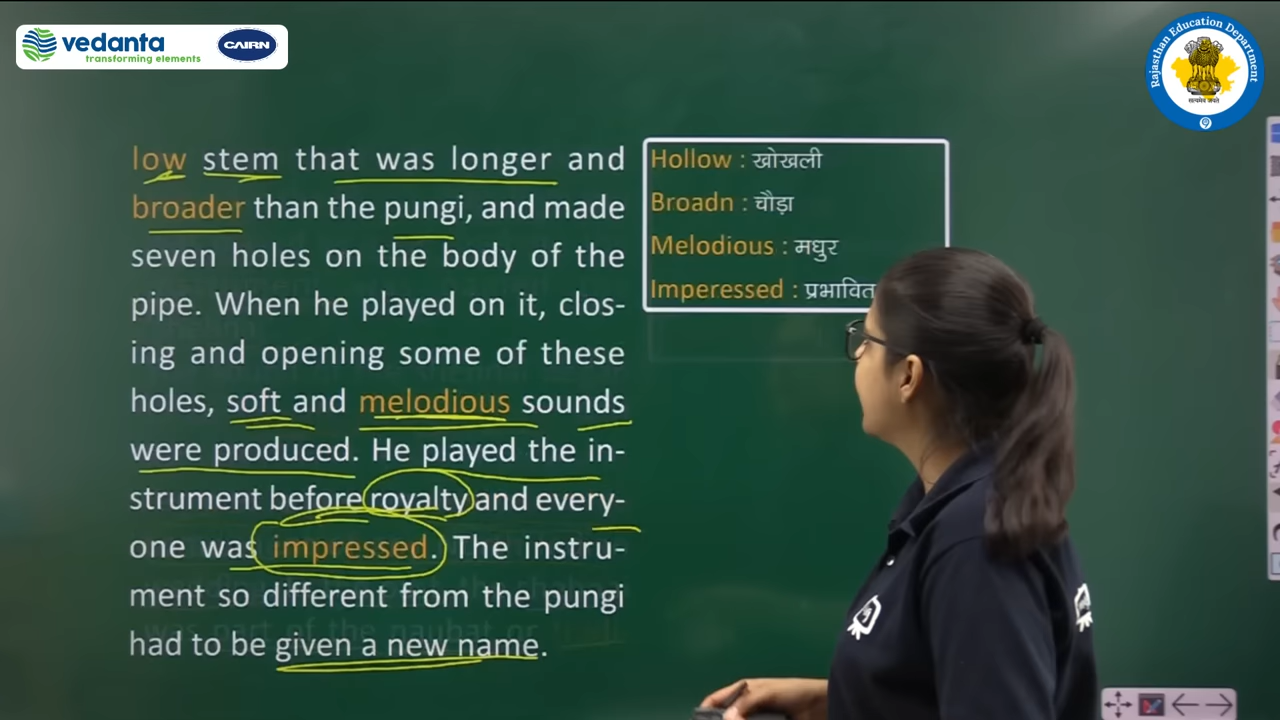 vedanta
transforming elements
CAIRN
Rajasthan Education Department
सत्यमेव जयते
low stem that was longer and
broader than the pungi, and made
seven holes on the body of the
pipe. When he played on it, clos-
ing and opening some of these
holes, soft and melodious sounds
were produced. He played the in-
strument before royalty and every-
one was impressed. The instru-
ment so different from the pungi
had to be given a new name.
Hollow : खोखली
Broadn : चौड़ा
Melodious : मधुर
Imperessed : प्रभावित